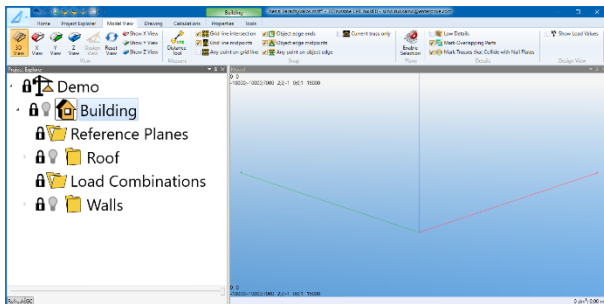 Building
Home Project Explorer Model View Drawing Calculations Properties Tools
3D View X View Y View Z View Design View Reset View
Show X View
Show Y View
Show Z View
View
Distance Tool
Measure
Grid line intersection
Grid line midpoints
Any point on grid line
Object edge ends
Object edge midpoints
Any point on object edge
Current truss only
Snap
Enable Selection
Plane
Low Details
Mark Overlapping Parts
Mark Trusses that Collide with Nail Plates
Details
Show Load Values
Design View
Project Explorer
Demo
Building
Reference Planes
Roof
Load Combinations
Walls